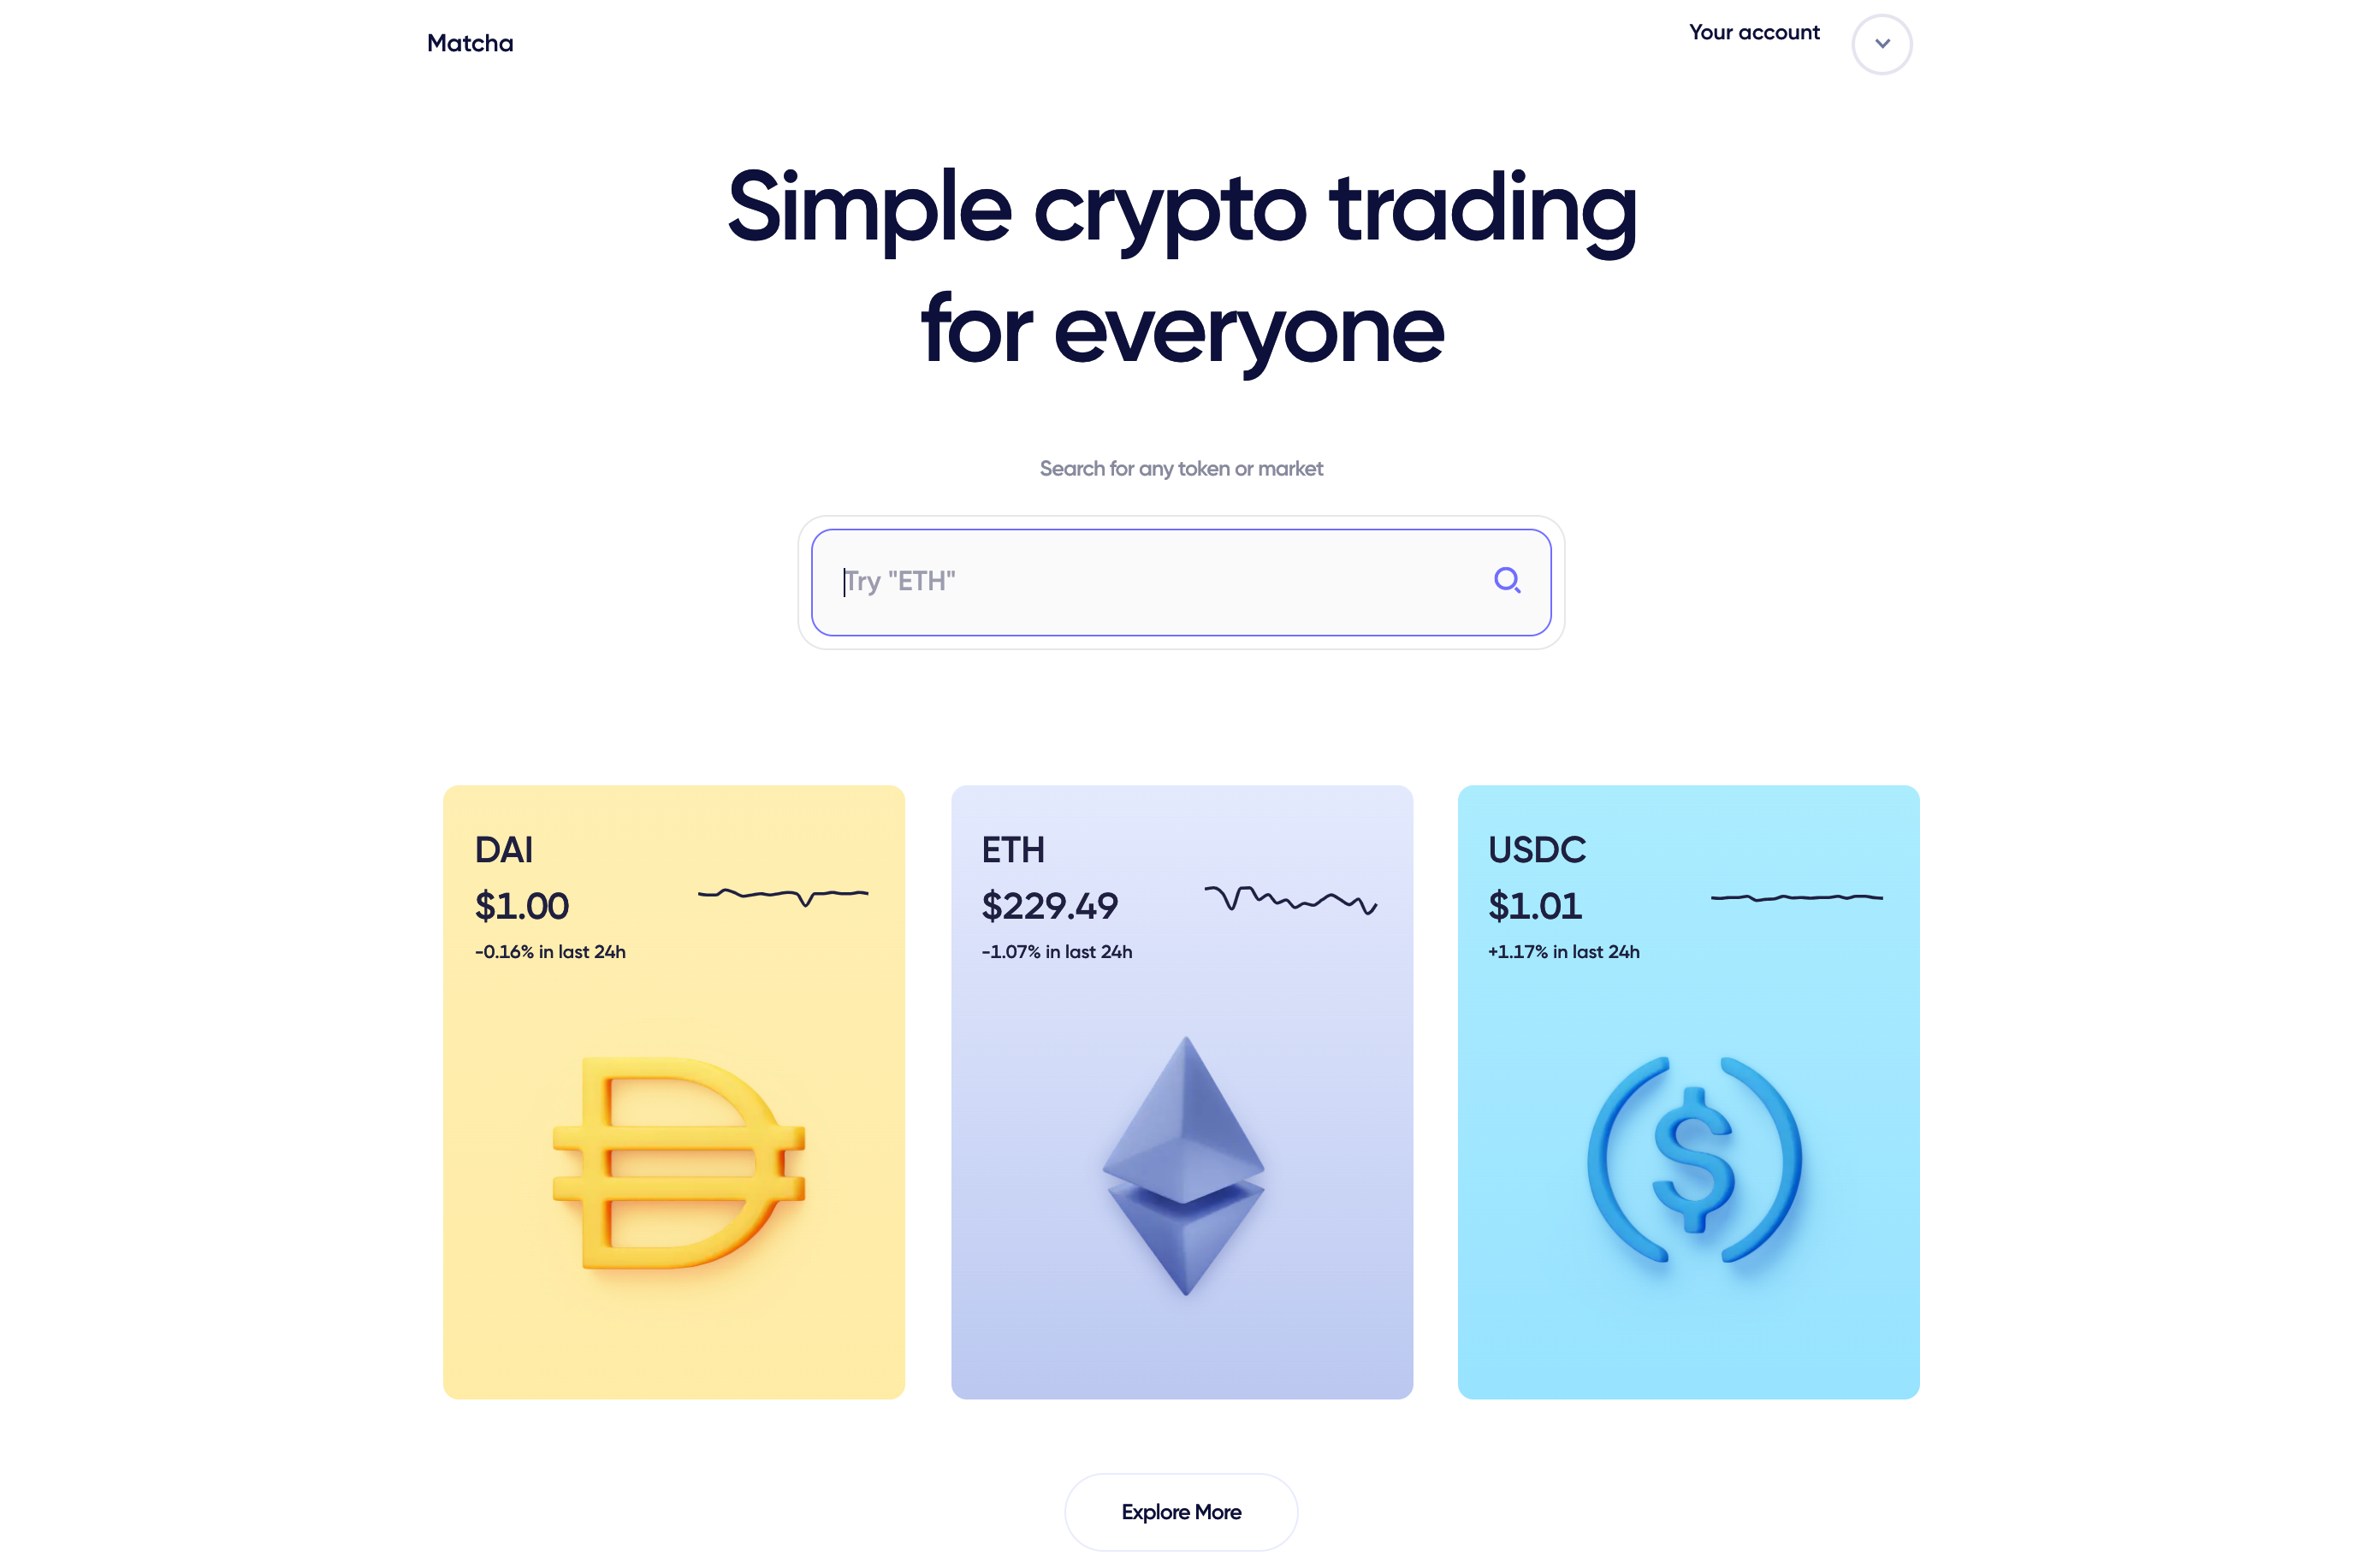 Matcha
Your account
Simple crypto trading
for everyone
Search for any token or market
Try "ETH"
DAI
$1.00
-0.16% in last 24h
ETH
$229.49
-1.07% in last 24h
USDC
$1.01
+1.17% in last 24h
Explore More